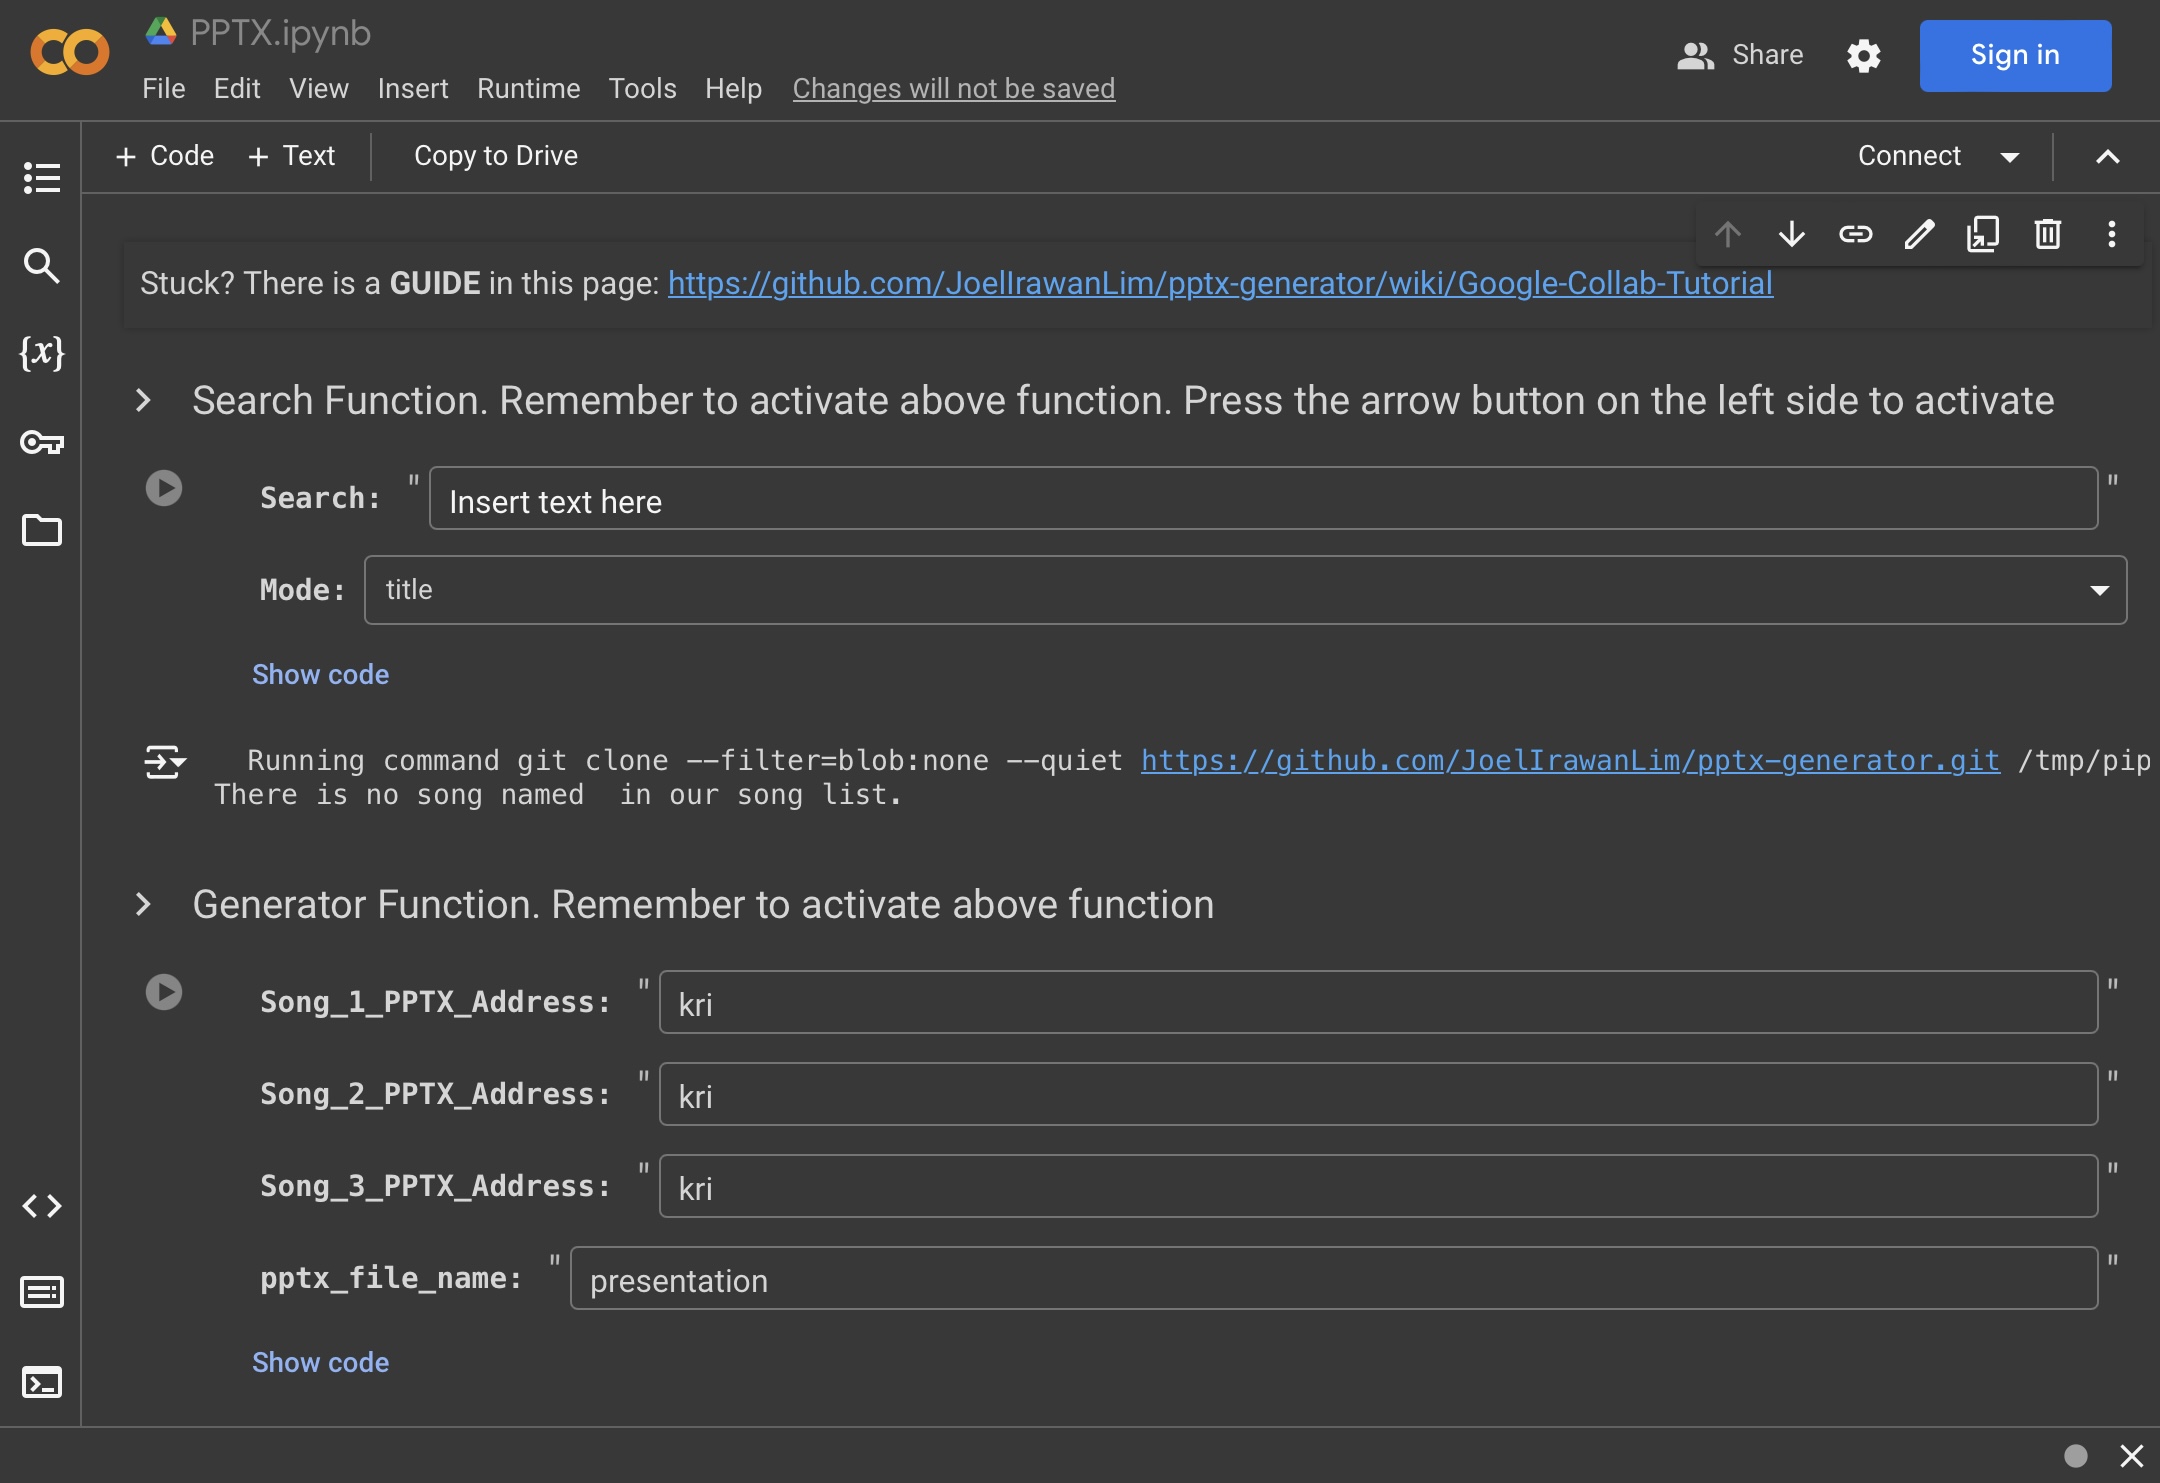 PPTX.ipynb
File Edit View Insert Runtime Tools Help Changes will not be saved
Share
Sign in
+ Code + Text Copy to Drive Connect
Stuck? There is a GUIDE in this page: https://github.com/JoelIrawanLim/pptx-generator/wiki/Google-Collab-Tutorial
Search Function. Remember to activate above function. Press the arrow button on the left side to activate
{x}
Search: "Insert text here"
Mode: title
Show code
Running command git clone --filter=blob:none --quiet https://github.com/JoelIrawanLim/pptx-generator.git /tmp/pip
There is no song named  in our song list.
Generator Function. Remember to activate above function
Song_1_PPTX_Address: "kri"
Song_2_PPTX_Address: "kri"
Song_3_PPTX_Address: "kri"
pptx_file_name: "presentation"
Show code